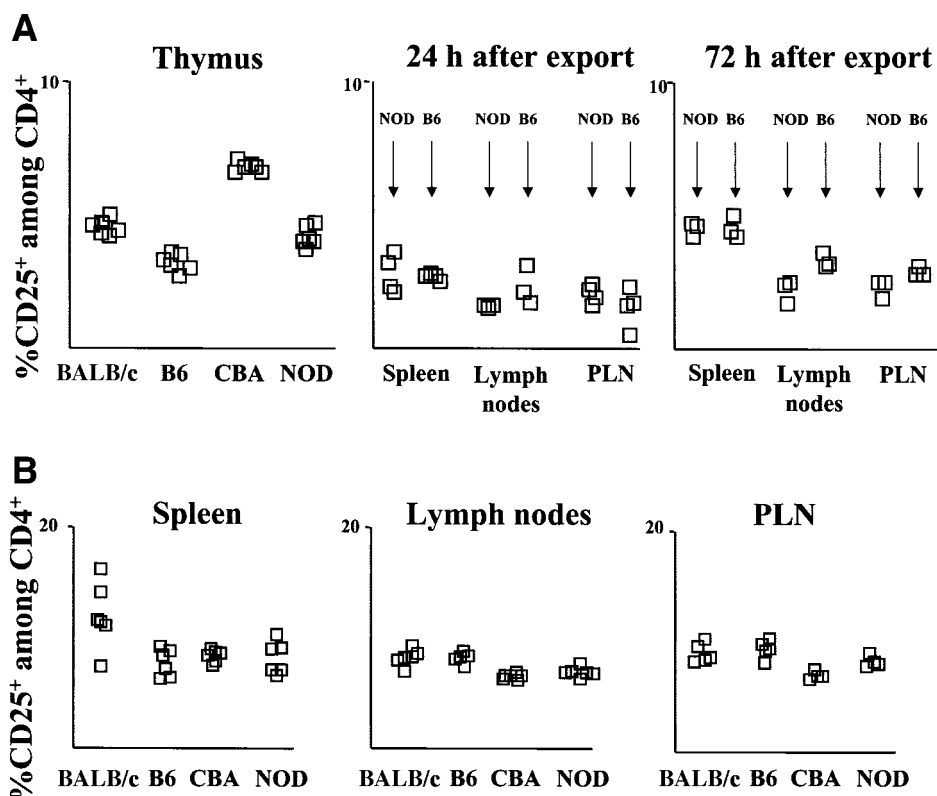 A
Thymus
24 h after export
72 h after export
%CD25+ among CD4+
10
10
10
NOD B6 NOD B6 NOD B6
NOD B6 NOD B6 NOD B6
BALB/c B6 CBA NOD
Spleen Lymph nodes PLN
Spleen Lymph nodes PLN
B
Spleen
Lymph nodes
PLN
%CD25+ among CD4+
20
20
20
BALB/c B6 CBA NOD
BALB/c B6 CBA NOD
BALB/c B6 CBA NOD